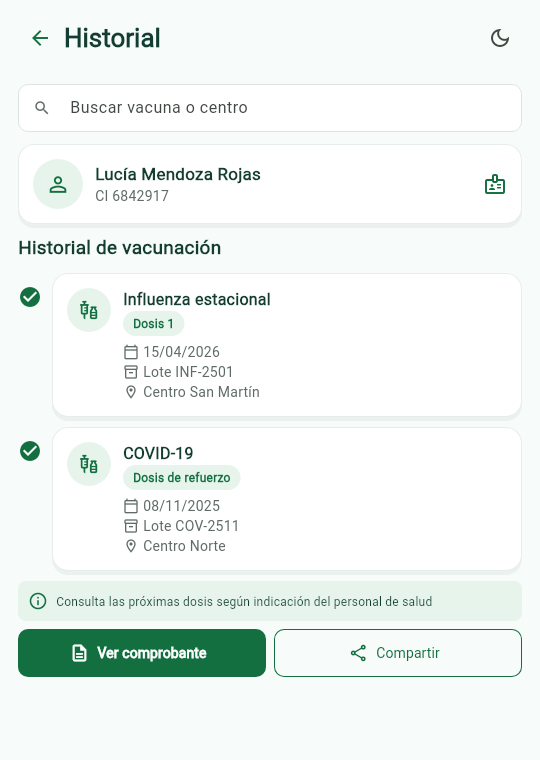 Historial
Buscar vacuna o centro
Lucía Mendoza Rojas
CI 6842917
Historial de vacunación
Influenza estacional
Dosis 1
15/04/2026
Lote INF-2501
Centro San Martín
COVID-19
Dosis de refuerzo
08/11/2025
Lote COV-2511
Centro Norte
Consulta las próximas dosis según indicación del personal de salud
Ver comprobante
Compartir